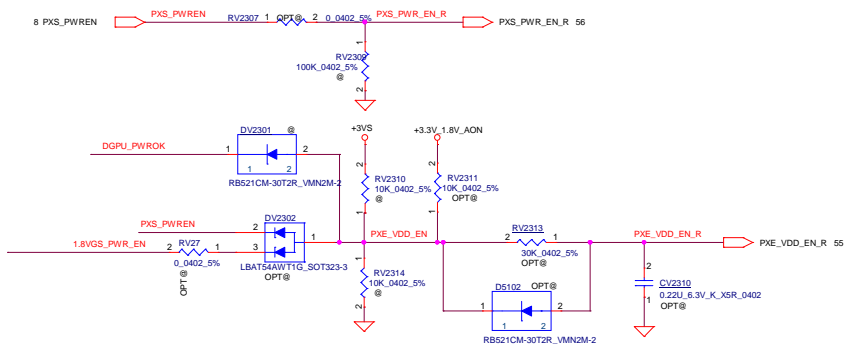 8 PXS_PWREN
PXS_PWREN
RV2307
1
OPT@
2
0_0402_5%
PXS_PWR_EN_R
PXS_PWR_EN_R 56
1
RV2309
100K_0402_5%
@
2
DV2301
@
DGPU_PWROK
1
2
1
2
RB521CM-30T2R_VMN2M-2
+3VS
2
RV2310
10K_0402_5%
@
1
+3.3V_1.8V_AON
2
RV2311
10K_0402_5%
OPT@
1
PXS_PWREN
DV2302
2
3
1
1.8VGS_PWR_EN
RV27
1
2
0_0402_5%
OPT@
LBAT54AWT1G_SOT323-3
OPT@
PXE_VDD_EN
1
RV2314
10K_0402_5%
@
2
RV2313
2
1
30K_0402_5%
OPT@
PXE_VDD_EN_R
PXE_VDD_EN_R 55
D5102
OPT@
1
2
1
2
RB521CM-30T2R_VMN2M-2
2
CV2310
0.22U_6.3V_K_X5R_0402
1
OPT@